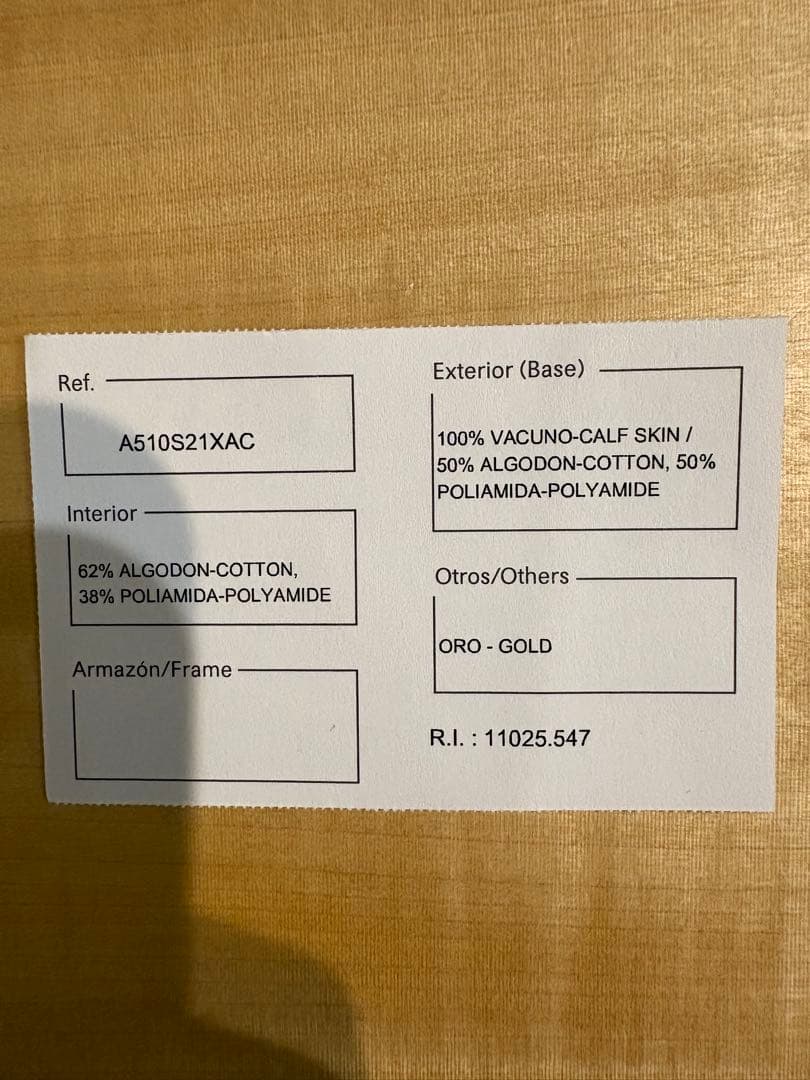 Ref.
A510S21XAC
Interior
62% ALGODON-COTTON,
38% POLIAMIDA-POLYAMIDE
Armazón/Frame
Exterior (Base)
100% VACUNO-CALF SKIN /
50% ALGODON-COTTON, 50%
POLIAMIDA-POLYAMIDE
Otros/Others
ORO - GOLD
R.I. : 11025.547